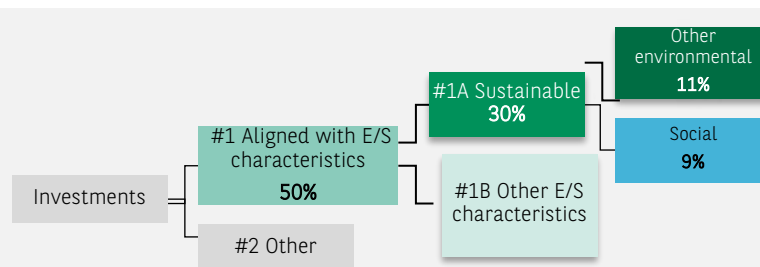 Investments
#1 Aligned with E/S
characteristics
50%
#2 Other
#1A Sustainable
30%
#1B Other E/S
characteristics
Other
environmental
11%
Social
9%